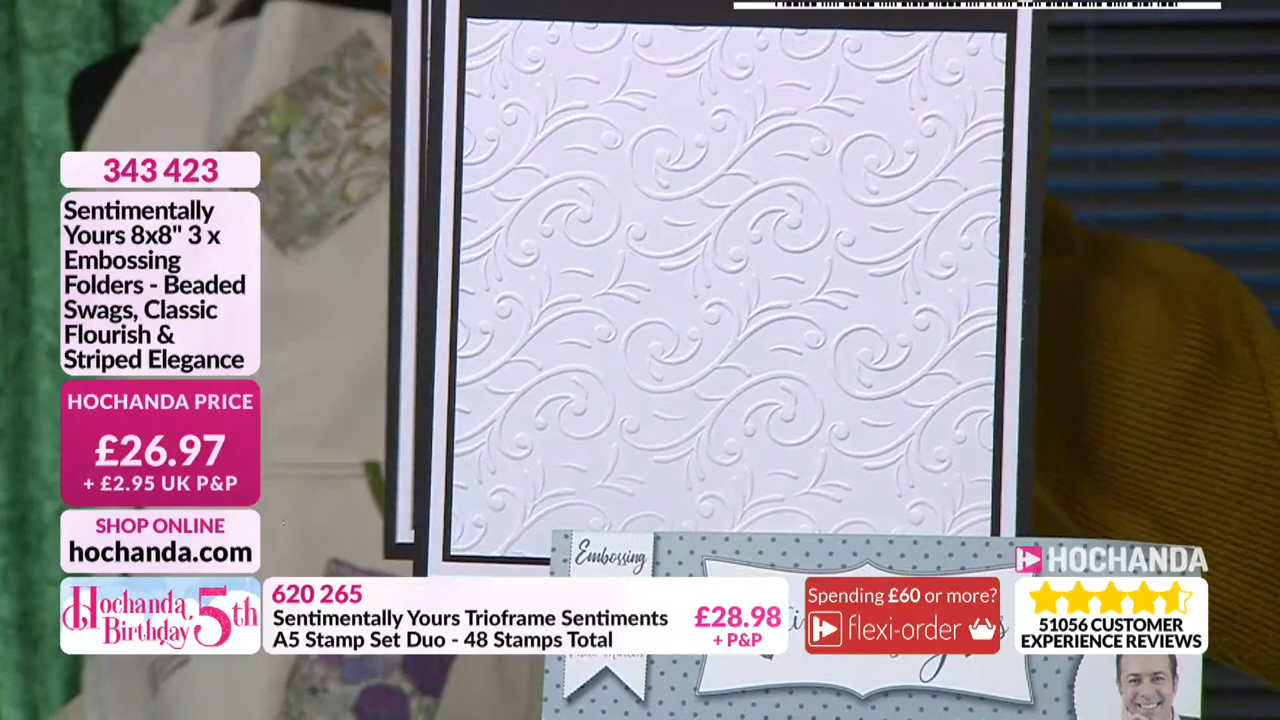 343 423
Sentimentally
Yours 8x8" 3 x
Embossing
Folders - Beaded
Swags, Classic
Flourish &
Striped Elegance
HOCHANDA PRICE
£26.97
+ £2.95 UK P&P
SHOP ONLINE
hochanda.com
Hochanda
Birthday 5th
620 265
Sentimentally Yours Trioframe Sentiments
A5 Stamp Set Duo - 48 Stamps Total
£28.98
+ P&P
Spending £60 or more?
flexi-order
Embossing
HOCHANDA
51056 CUSTOMER
EXPERIENCE REVIEWS